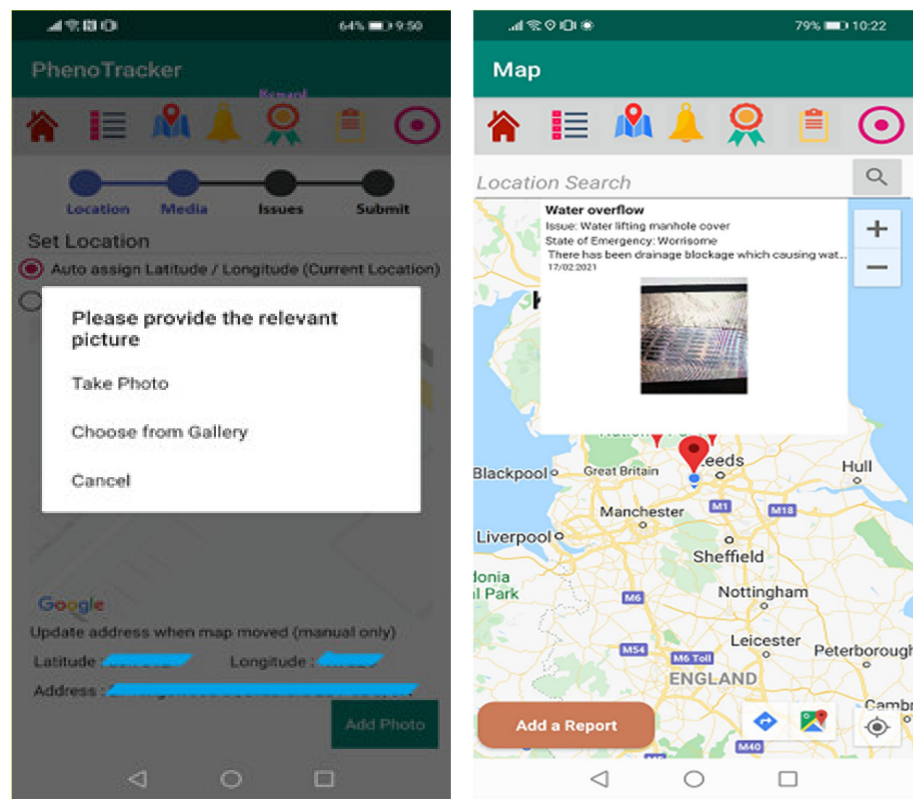 64% 9:50
PhenoTracker
Reward
Location Media Issues Submit
Set Location
Auto assign Latitude / Longitude (Current Location)
Please provide the relevant
picture
Take Photo
Choose from Gallery
Cancel
Google
Update address when map moved (manual only)
Latitude : Longitude :
Address :
Add Photo
79% 10:22
Map
Location Search
Water overflow
Issue: Water lifting manhole cover
State of Emergency: Worrisome
There has been drainage blockage which causing wat...
17/02 2021
+
−
Leeds
Blackpool Great Britain Hull
M1 M18
Manchester
Liverpool
Sheffield
M6 Nottingham
Park
M54 Leicester Peterborough
M6 Toll
ENGLAND
Add a Report
M40